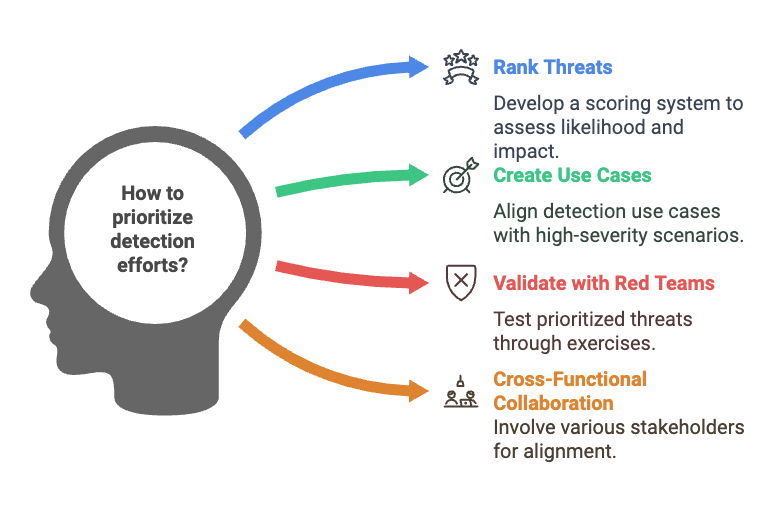 How to
prioritize
detection
efforts?
Rank Threats
Develop a scoring system to
assess likelihood and
impact.
Create Use Cases
Align detection use cases
with high-severity scenarios.
Validate with Red Teams
Test prioritized threats
through exercises.
Cross-Functional
Collaboration
Involve various stakeholders
for alignment.